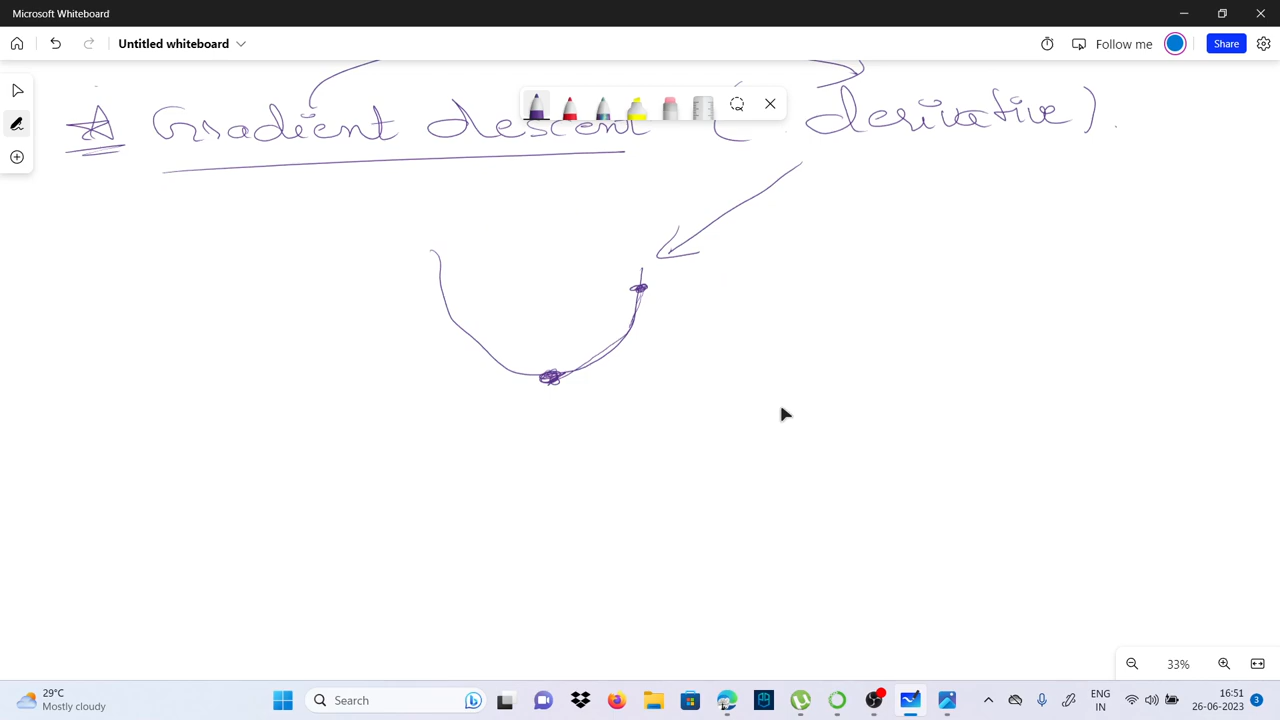 Microsoft Whiteboard
Untitled whiteboard
Follow me
Share
Gradient descent ( derivative).
33%
29°C
Mostly cloudy
Search
ENG
IN
16:51
26-06-2023
3